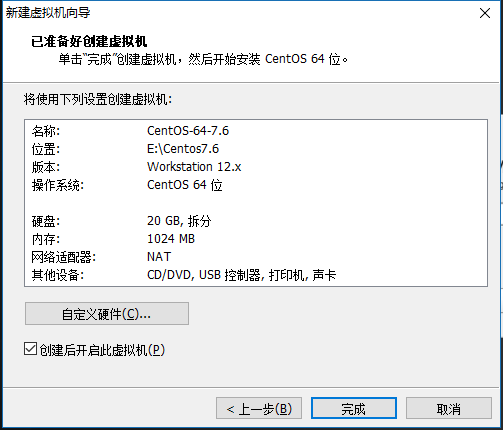 新建虚拟机向导
已准备好创建虚拟机
单击“完成”创建虚拟机，然后开始安装 CentOS 64 位。
将使用下列设置创建虚拟机:
名称: CentOS-64-7.6
位置: E:\Centos7.6
版本: Workstation 12.x
操作系统: CentOS 64 位
硬盘: 20 GB, 拆分
内存: 1024 MB
网络适配器: NAT
其他设备: CD/DVD, USB 控制器, 打印机, 声卡
自定义硬件(C)...
创建后开启此虚拟机(P)
< 上一步(B) 完成 取消